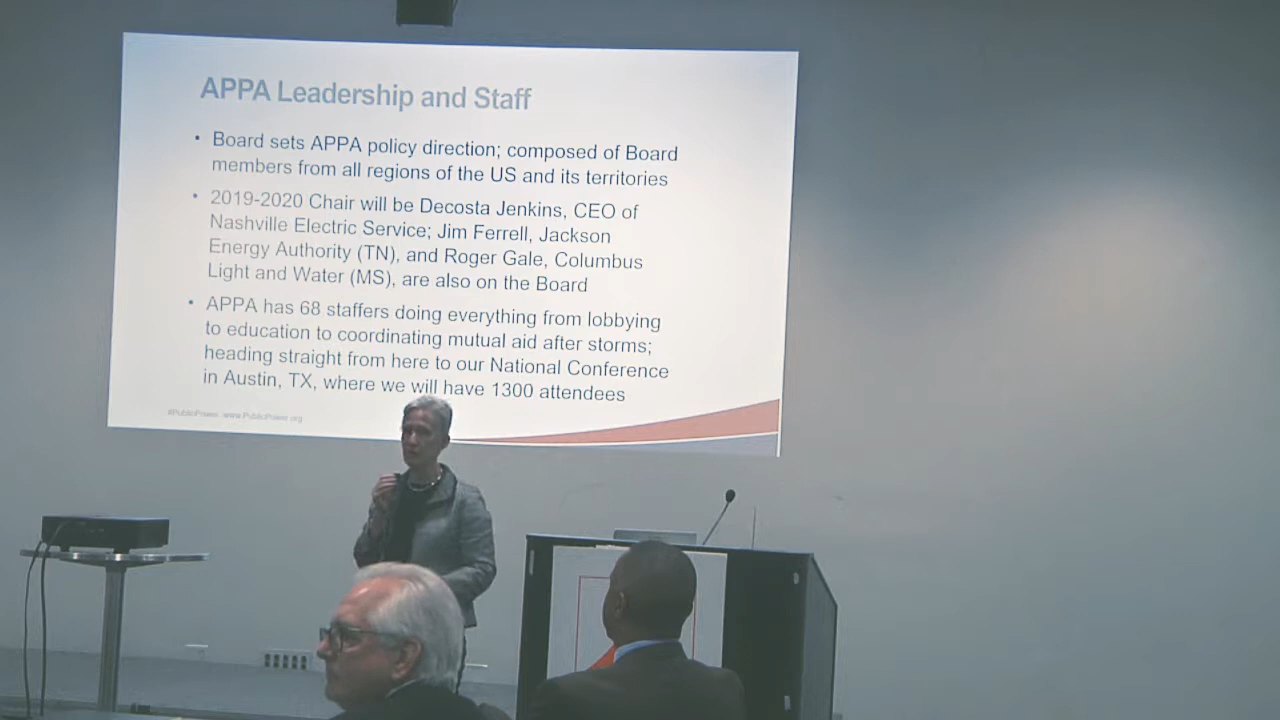 APPA Leadership and Staff
• Board sets APPA policy direction; composed of Board
members from all regions of the US and its territories
• 2019-2020 Chair will be Decosta Jenkins, CEO of
Nashville Electric Service; Jim Ferrell, Jackson
Energy Authority (TN), and Roger Gale, Columbus
Light and Water (MS), are also on the Board
• APPA has 68 staffers doing everything from lobbying
to education to coordinating mutual aid after storms;
heading straight from here to our National Conference
in Austin, TX, where we will have 1300 attendees
#PublicPower www.PublicPower.org